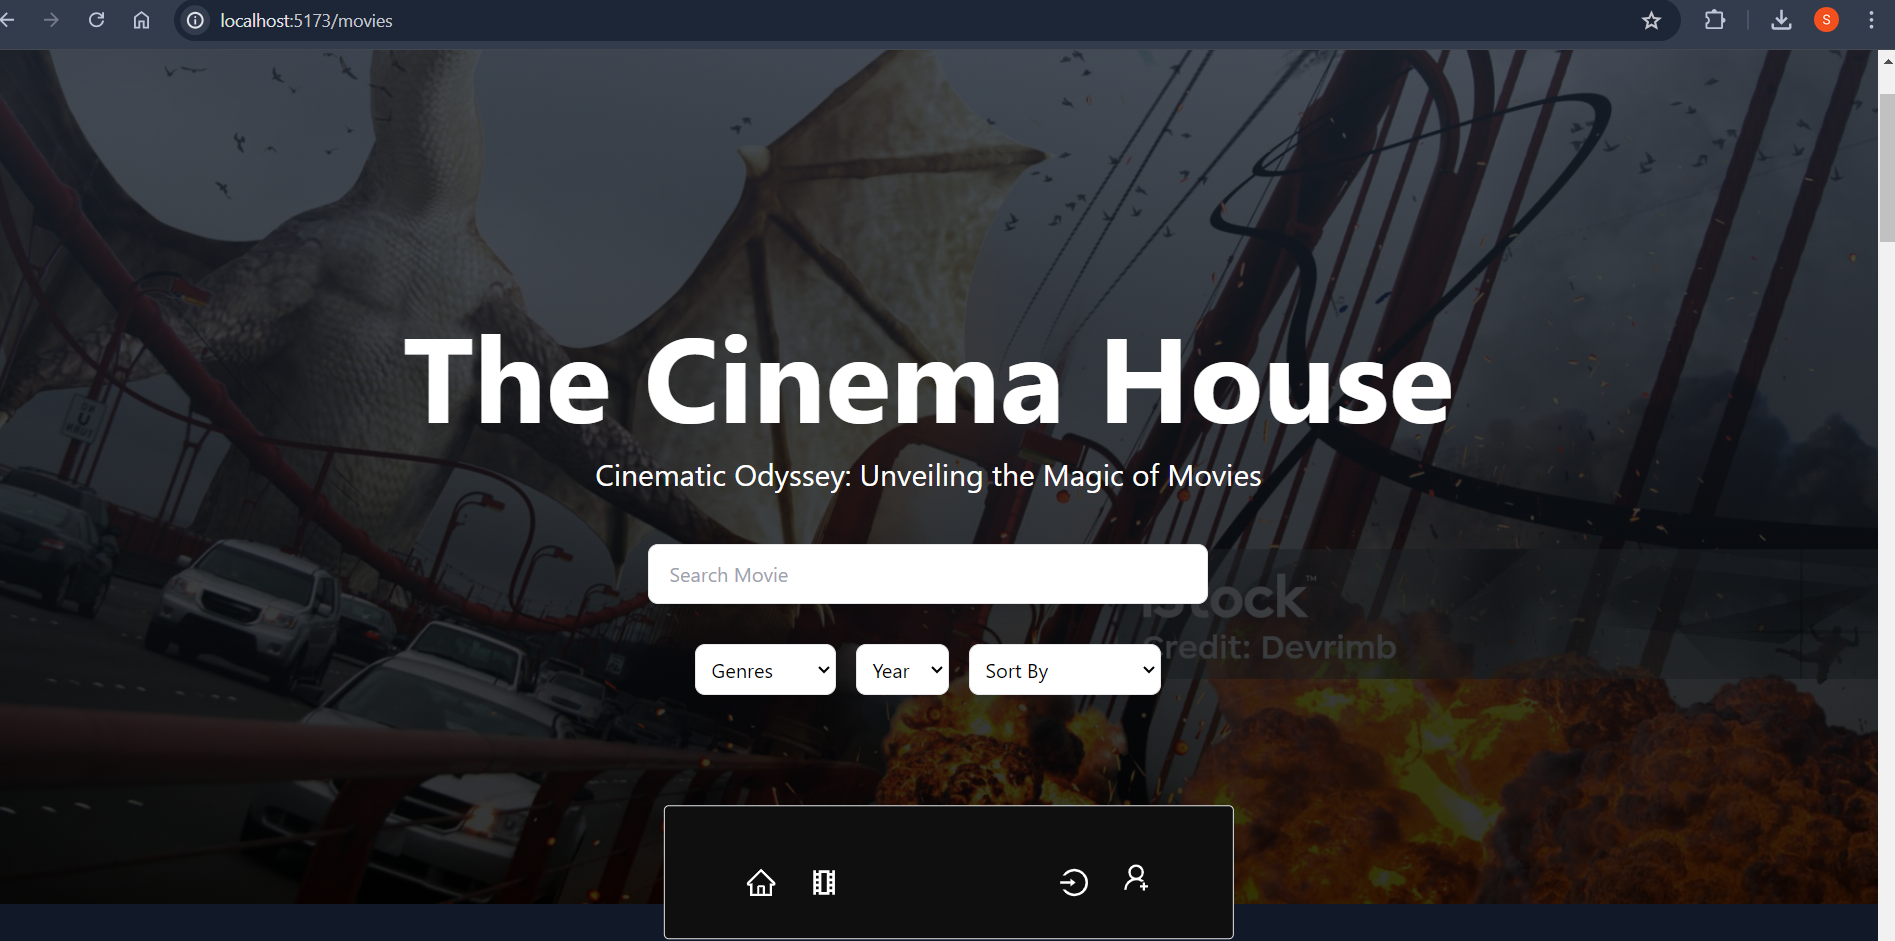 localhost:5173/movies
S
The Cinema House
Cinematic Odyssey: Unveiling the Magic of Movies
Search Movie
iStock™
Credit: Devrimb
Genres
Year
Sort By